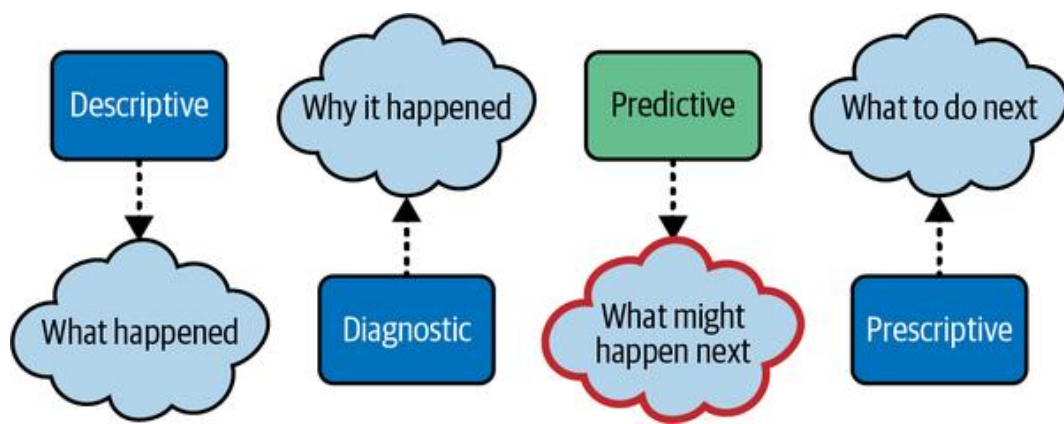 Descriptive
Why it happened
Predictive
What to do next
What happened
Diagnostic
What might
happen next
Prescriptive